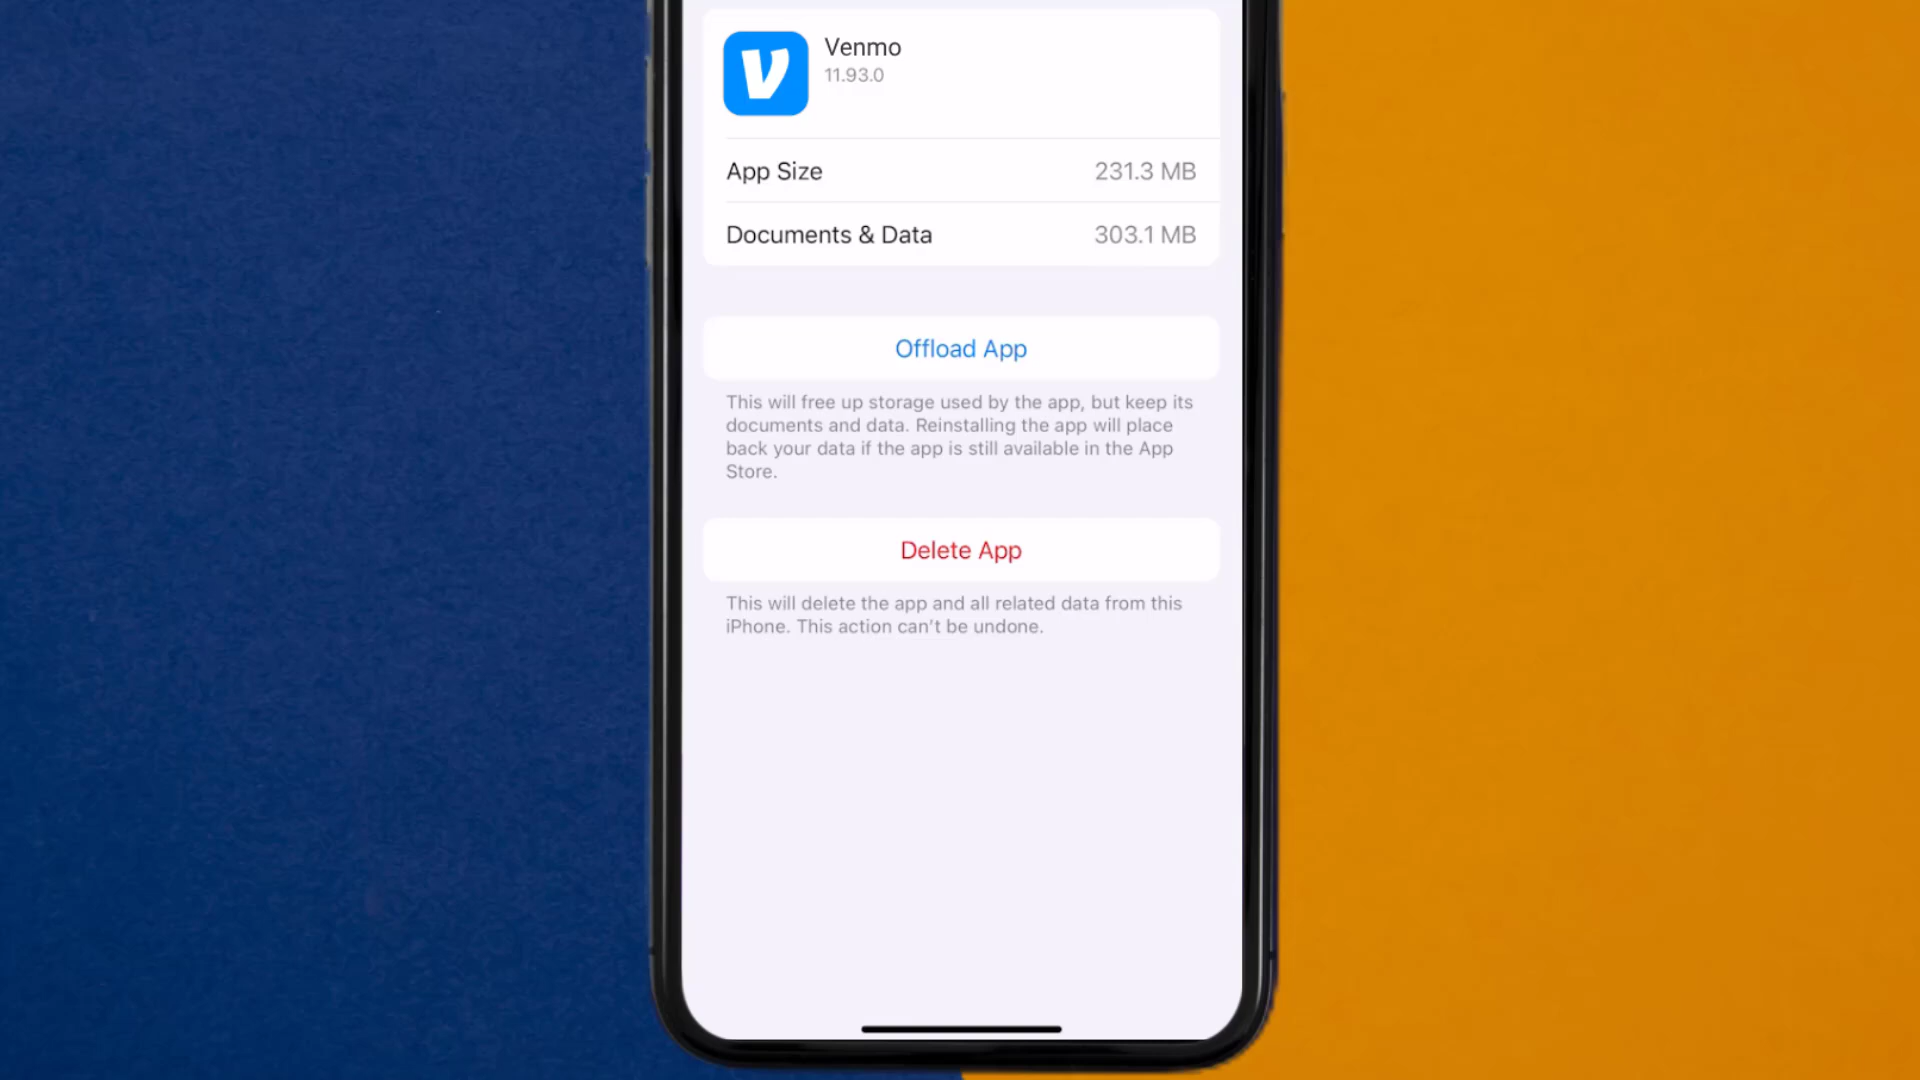 Venmo
11.93.0
App Size 231.3 MB
Documents & Data 303.1 MB
Offload App
This will free up storage used by the app, but keep its
documents and data. Reinstalling the app will place
back your data if the app is still available in the App
Store.
Delete App
This will delete the app and all related data from this
iPhone. This action can't be undone.